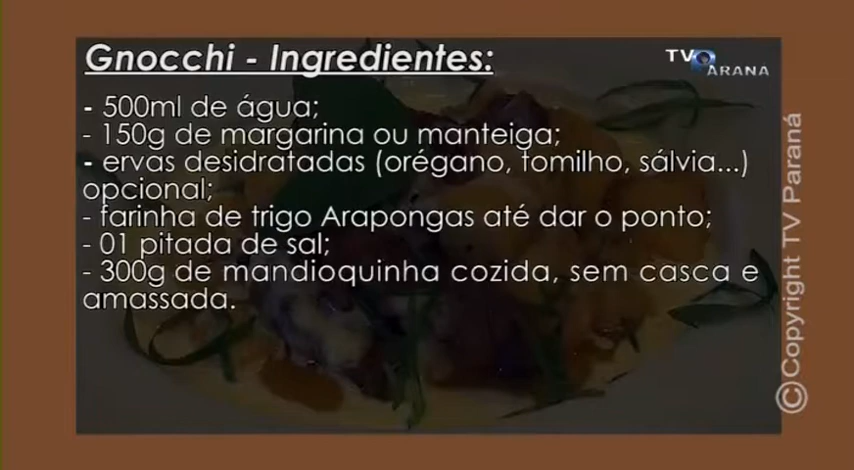 Gnocchi - Ingredientes:
TV PARANA
- 500ml de água;
- 150g de margarina ou manteiga;
- ervas desidratadas (orégano, tomilho, sálvia...)
opcional;
- farinha de trigo Arapongas até dar o ponto;
- 01 pitada de sal;
- 300g de mandioquinha cozida, sem casca e
amassada.
©Copyright TV Paraná